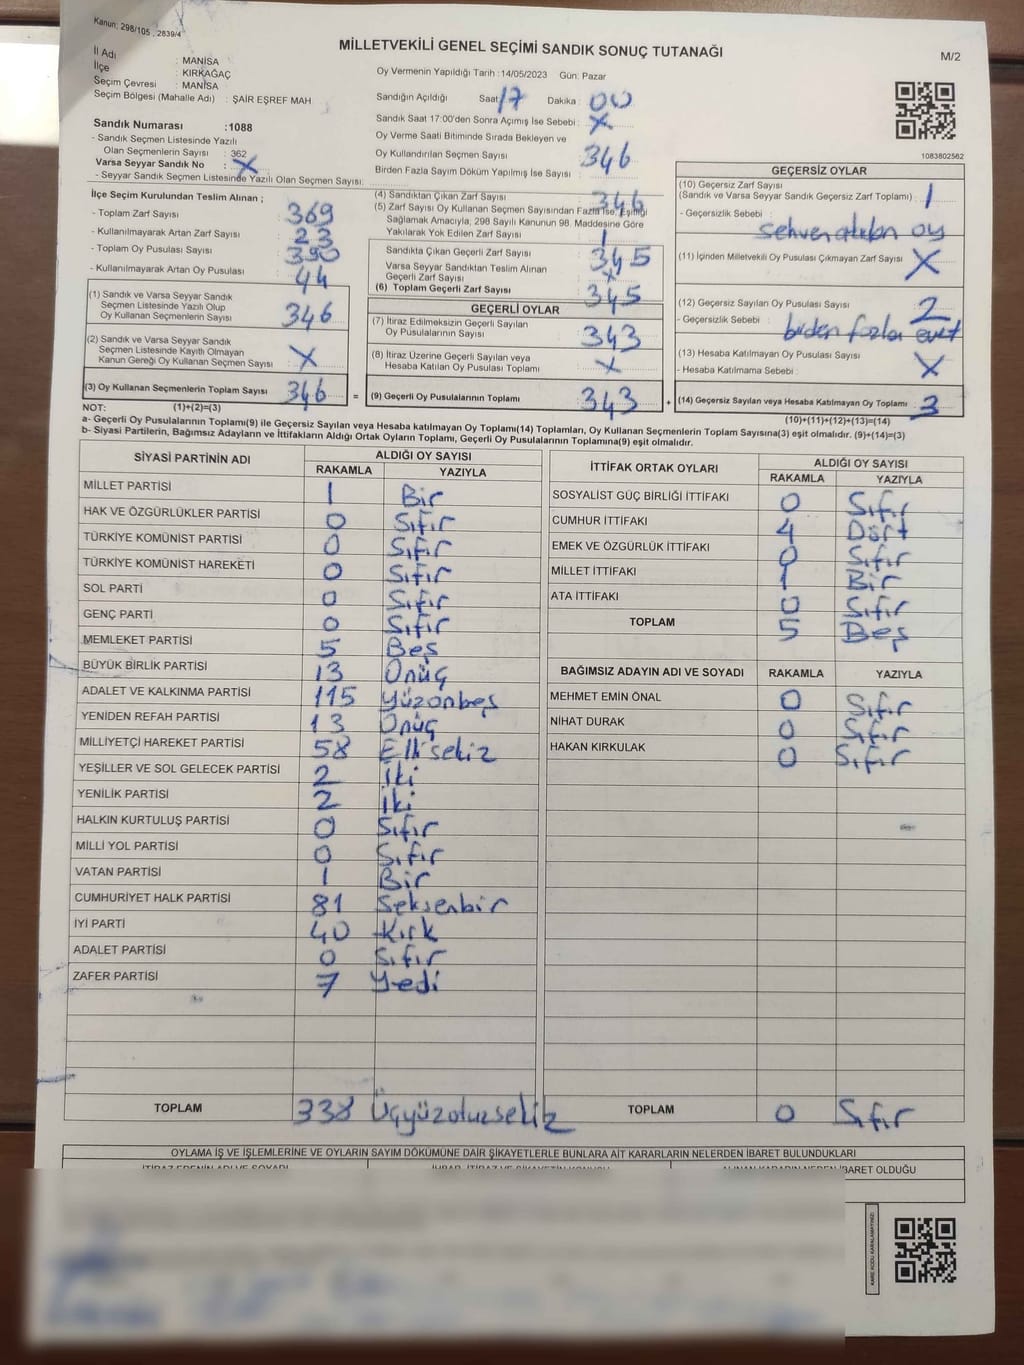 Kanun; 298/105 , 2839/4
MİLLETVEKİLİ GENEL SEÇİMİ SANDIK SONUÇ TUTANAĞI
M/2
İl Adı : MANİSA
İlçe : KIRKAĞAÇ
Seçim Çevresi : MANİSA
Seçim Bölgesi (Mahalle Adı) : ŞAİR EŞREF MAH
Sandık Numarası :1088
- Sandık Seçmen Listesinde Yazılı
Olan Seçmenlerin Sayısı : 362
Varsa Seyyar Sandık No : X
- Seyyar Sandık Seçmen Listesinde Yazılı Olan Seçmen Sayısı:
Oy Vermenin Yapıldığı Tarih :14/05/2023 Gün: Pazar
Sandığın Açıldığı Saat 17 Dakika : 00
Sandık Saat 17:00'den Sonra Açımış İse Sebebi : X
Oy Verme Saati Bitiminde Sırada Bekleyen ve
Oy Kullandırılan Seçmen Sayısı : 346
Birden Fazla Sayım Döküm Yapılmış İse Sayısı :
1083802562
İlçe Seçim Kurulundan Teslim Alınan ;
- Toplam Zarf Sayısı : 369
- Kullanılmayarak Artan Zarf Sayısı : 23
- Toplam Oy Pusulası Sayısı : 390
- Kullanılmayarak Artan Oy Pusulası : 44
(1) Sandık ve Varsa Seyyar Sandık
Seçmen Listesinde Yazılı Olup
Oy Kullanan Seçmenlerin Sayısı : 346
(2) Sandık ve Varsa Seyyar Sandık
Seçmen Listesinde Kayıtlı Olmayan
Kanun Gereği Oy Kullanan Seçmen Sayısı : X
(3) Oy Kullanan Seçmenlerin Toplam Sayısı : 346 =
(4) Sandıktan Çıkan Zarf Sayısı : 346
(5) Zarf Sayısı Oy Kullanan Seçmen Sayısından Fazla İse, Eşitliği
Sağlamak Amacıyla, 298 Sayılı Kanunun 98. Maddesine Göre
Yakılarak Yok Edilen Zarf Sayısı : 1
Sandıkta Çıkan Geçerli Zarf Sayısı : 345
Varsa Seyyar Sandıktan Teslim Alınan
Geçerli Zarf Sayısı : X
(6) Toplam Geçerli Zarf Sayısı : 345
GEÇERLİ OYLAR
(7) İtiraz Edilmeksizin Geçerli Sayılan
Oy Pusulalarının Sayısı : 343
(8) İtiraz Üzerine Geçerli Sayılan veya
Hesaba Katılan Oy Pusulası Toplamı : X
(9) Geçerli Oy Pusulalarının Toplamı : 343 +
GEÇERSİZ OYLAR
(10) Geçersiz Zarf Sayısı
(Sandık ve Varsa Seyyar Sandık Geçersiz Zarf Toplamı) : 1
- Geçersizlik Sebebi : sehven atılan oy
(11) İçinden Milletvekili Oy Pusulası Çıkmayan Zarf Sayısı : X
(12) Geçersiz Sayılan Oy Pusulası Sayısı : 2
- Geçersizlik Sebebi : birden fazla evet
(13) Hesaba Katılmayan Oy Pusulası Sayısı :
- Hesaba Katılmama Sebebi : X
(14) Geçersiz Sayılan veya Hesaba Katılmayan Oy Toplamı : 3
NOT: (1)+(2)=(3)
(10)+(11)+(12)+(13)=(14)
a- Geçerli Oy Pusulalarının Toplamı(9) ile Geçersiz Sayılan veya Hesaba katılmayan Oy Toplamı(14) Toplamları, Oy Kullanan Seçmenlerin Toplam Sayısına(3) eşit olmalıdır. (9)+(14)=(3)
b- Siyasi Partilerin, Bağımsız Adayların ve İttifakların Aldığı Ortak Oyların Toplamı, Geçerli Oy Pusulalarının Toplamına(9) eşit olmalıdır.
SİYASİ PARTİNİN ADI ALDIĞI OY SAYISI
RAKAMLA YAZIYLA
MİLLET PARTİSİ 1 Bir
HAK VE ÖZGÜRLÜKLER PARTİSİ 0 Sıfır
TÜRKİYE KOMÜNİST PARTİSİ 0 Sıfır
TÜRKİYE KOMÜNİST HAREKETİ 0 Sıfır
SOL PARTİ 0 Sıfır
GENÇ PARTİ 0 Sıfır
MEMLEKET PARTİSİ 5 Beş
BÜYÜK BİRLİK PARTİSİ 13 Onüç
ADALET VE KALKINMA PARTİSİ 115 Yüzonbeş
YENİDEN REFAH PARTİSİ 13 Onüç
MİLLİYETÇİ HAREKET PARTİSİ 58 Ellisekiz
YEŞİLLER VE SOL GELECEK PARTİSİ 2 İki
YENİLİK PARTİSİ 2 İki
HALKIN KURTULUŞ PARTİSİ 0 Sıfır
MİLLİ YOL PARTİSİ 0 Sıfır
VATAN PARTİSİ 1 Bir
CUMHURİYET HALK PARTİSİ 81 Seksenbir
İYİ PARTİ 40 Kırk
ADALET PARTİSİ 0 Sıfır
ZAFER PARTİSİ 7 Yedi
TOPLAM 338 Üçyüzotuzsekiz
İTTİFAK ORTAK OYLARI ALDIĞI OY SAYISI
RAKAMLA YAZIYLA
SOSYALİST GÜÇ BİRLİĞİ İTTİFAKI 0 Sıfır
CUMHUR İTTİFAKI 4 Dört
EMEK VE ÖZGÜRLÜK İTTİFAKI 0 Sıfır
MİLLET İTTİFAKI 1 Bir
ATA İTTİFAKI 0 Sıfır
TOPLAM 5 Beş
BAĞIMSIZ ADAYIN ADI VE SOYADI RAKAMLA YAZIYLA
MEHMET EMİN ÖNAL 0 Sıfır
NİHAT DURAK 0 Sıfır
HAKAN KIRKULAK 0 Sıfır
TOPLAM 0 Sıfır
OYLAMA İŞ VE İŞLEMLERİNE VE OYLARIN SAYIM DÖKÜMÜNE DAİR ŞİKAYETLERLE BUNLARA AİT KARARLARIN NELERDEN İBARET BULUNDUKLARI
İTİRAZ EDENİN ADI VE SOYADI
İBARET OLDUĞU
KARE KODU KARALAMAYINIZ!